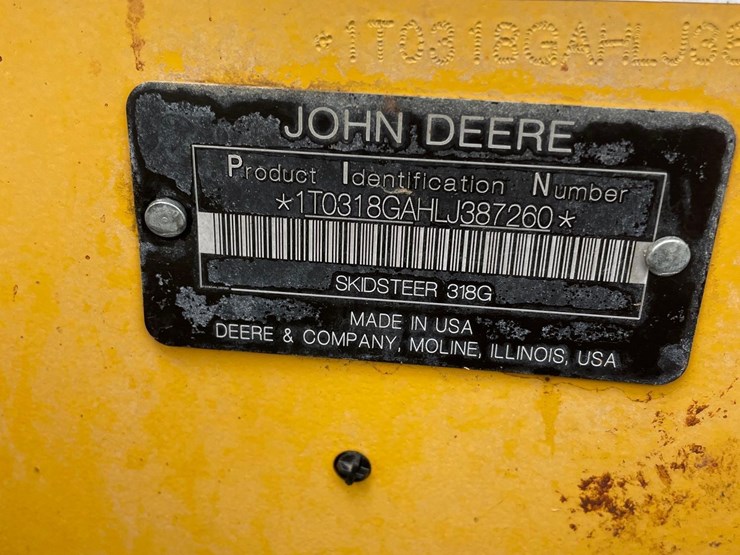 *1T0318GAHLJ38
JOHN DEERE
Product Identification Number
*1T0318GAHLJ387260*
SKIDSTEER 318G
MADE IN USA
DEERE & COMPANY, MOLINE, ILLINOIS, USA